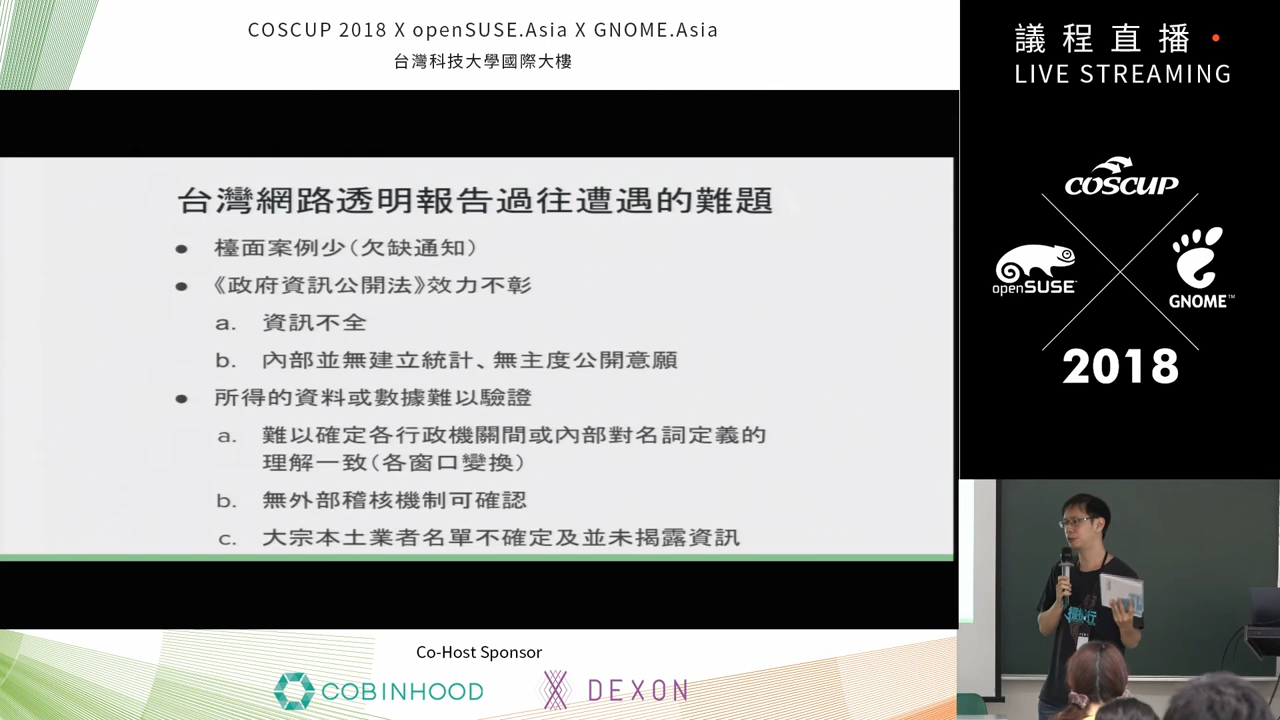 COSCUP 2018 X openSUSE.Asia X GNOME.Asia
台灣科技大學國際大樓
台灣網路透明報告過往遭遇的難題
● 檯面案例少(欠缺通知)
● 《政府資訊公開法》效力不彰
a. 資訊不全
b. 內部並無建立統計、無主度公開意願
● 所得的資料或數據難以驗證
a. 難以確定各行政機關間或內部對名詞定義的
理解一致(各窗口變換)
b. 無外部稽核機制可確認
c. 大宗本土業者名單不確定及並未揭露資訊
Co-Host Sponsor
COBINHOOD
DEXON
議程直播
LIVE STREAMING
COSCUP
openSUSE
GNOME™
2018